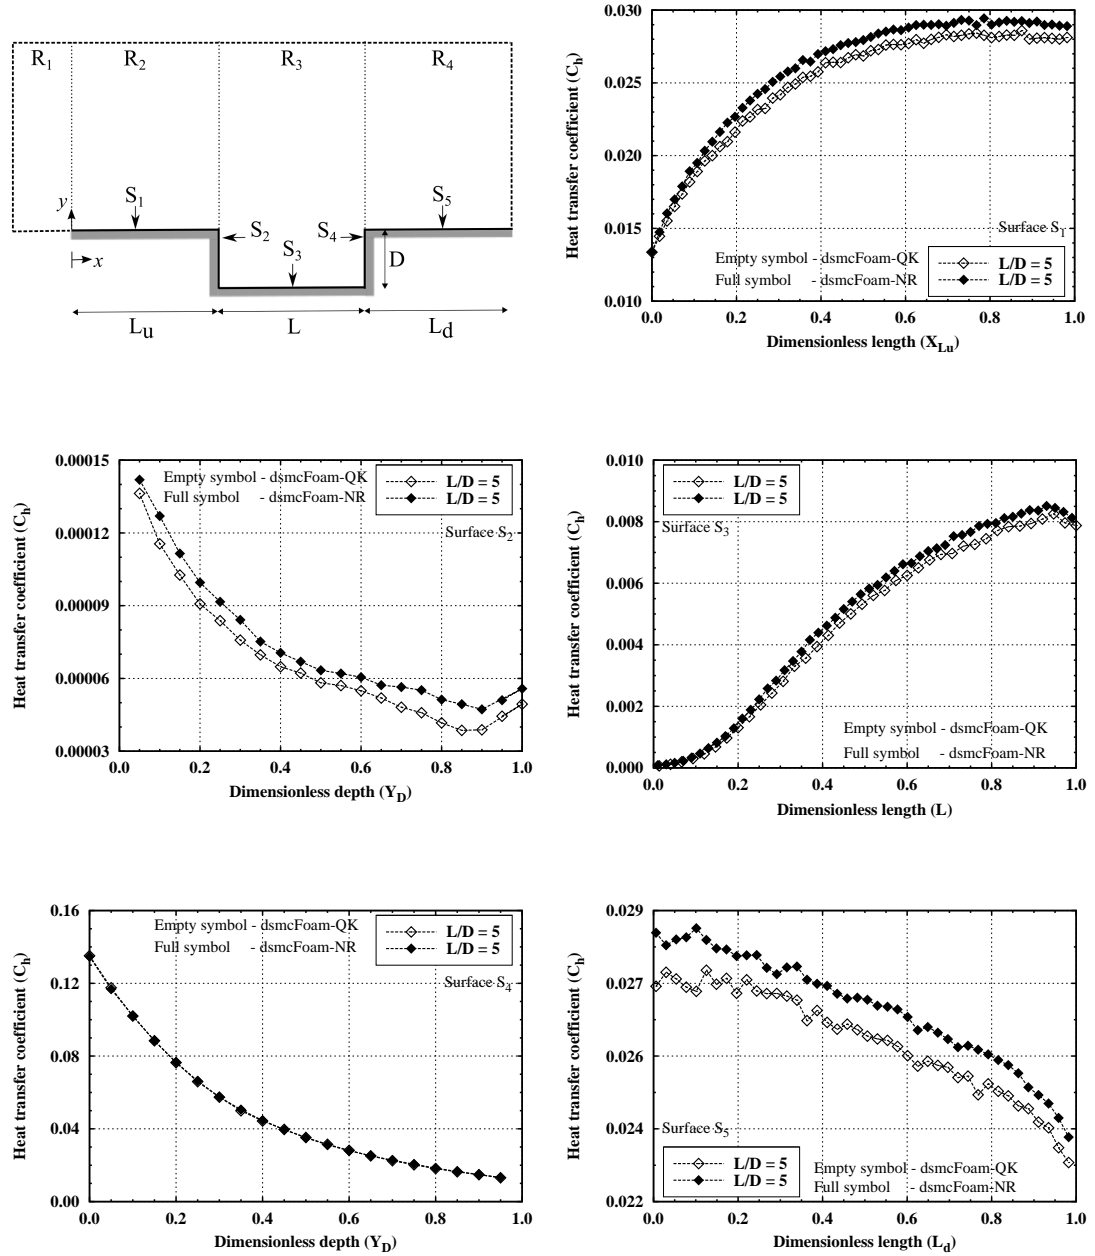 R1 R2 R3 R4
S1 S5
y
S2 S4
S3
x D
Lu L Ld
0.030
0.025
0.020
0.015
0.010
0.0 0.2 0.4 0.6 0.8 1.0
Heat transfer coefficient (Ch)
Dimensionless length (XLu)
Surface S1
Empty symbol - dsmcFoam-QK
Full symbol - dsmcFoam-NR
L/D = 5
L/D = 5
0.00015
0.00012
0.00009
0.00006
0.00003
0.0 0.2 0.4 0.6 0.8 1.0
Heat transfer coefficient (Ch)
Dimensionless depth (YD)
Empty symbol - dsmcFoam-QK
Full symbol - dsmcFoam-NR
L/D = 5
L/D = 5
Surface S2
0.010
0.008
0.006
0.004
0.002
0.000
0.0 0.2 0.4 0.6 0.8 1.0
Heat transfer coefficient (Ch)
Dimensionless length (L)
L/D = 5
L/D = 5
Surface S3
Empty symbol - dsmcFoam-QK
Full symbol - dsmcFoam-NR
0.16
0.12
0.08
0.04
0.00
0.0 0.2 0.4 0.6 0.8 1.0
Heat transfer coefficient (Ch)
Dimensionless depth (YD)
Empty symbol - dsmcFoam-QK
Full symbol - dsmcFoam-NR
L/D = 5
L/D = 5
Surface S4
0.029
0.027
0.026
0.024
0.022
0.0 0.2 0.4 0.6 0.8 1.0
Heat transfer coefficient (Ch)
Dimensionless length (Ld)
Surface S5
L/D = 5
L/D = 5
Empty symbol - dsmcFoam-QK
Full symbol - dsmcFoam-NR